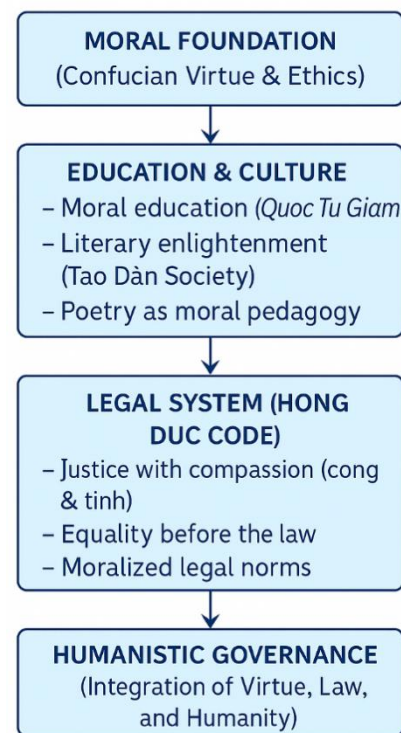 MORAL FOUNDATION
(Confucian Virtue & Ethics)
EDUCATION & CULTURE
– Moral education (Quoc Tu Giam
– Literary enlightenment
(Tao Dàn Society)
– Poetry as moral pedagogy
LEGAL SYSTEM (HONG
DUC CODE)
– Justice with compassion (cong
& tinh)
– Equality before the law
– Moralized legal norms
HUMANISTIC GOVERNANCE
(Integration of Virtue, Law,
and Humanity)